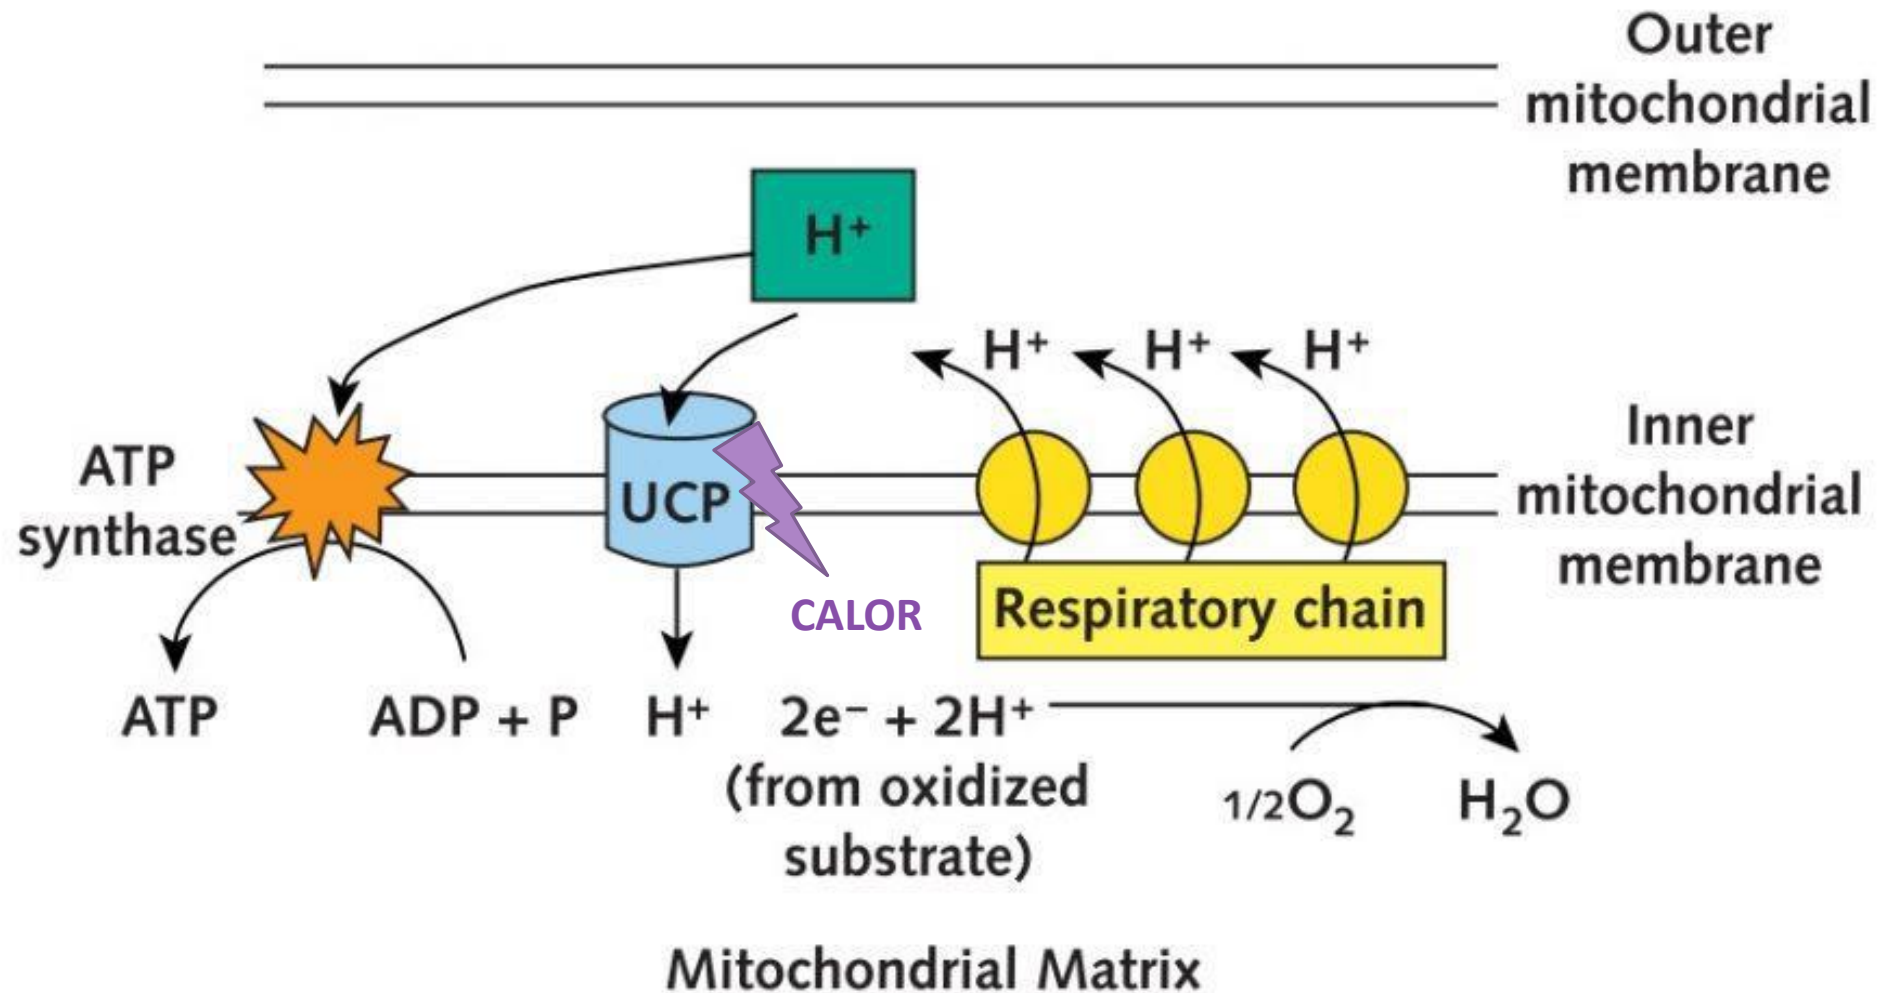 Outer
mitochondrial
membrane
H⁺
H⁺ H⁺ H⁺
ATP
synthase
UCP
CALOR
Respiratory chain
Inner
mitochondrial
membrane
ATP
ADP + P
H⁺
2e⁻ + 2H⁺
(from oxidized
substrate)
1/2O₂
H₂O
Mitochondrial Matrix